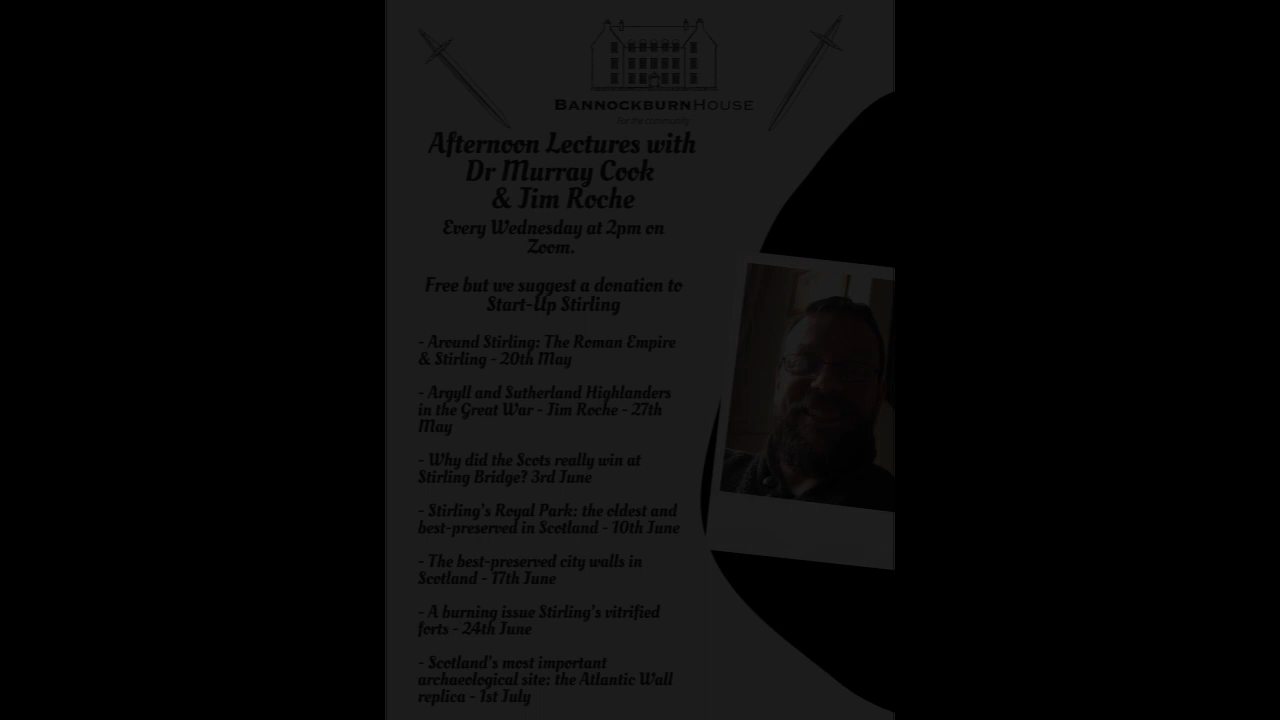 BANNOCKBURNHOUSE
For the community
Afternoon Lectures with
Dr Murray Cook
& Jim Roche
Every Wednesday at 2pm on
Zoom.
Free but we suggest a donation to
Start-Up Stirling
- Around Stirling: The Roman Empire
& Stirling - 20th May
- Argyll and Sutherland Highlanders
in the Great War - Jim Roche - 27th
May
- Why did the Scots really win at
Stirling Bridge? 3rd June
- Stirling's Royal Park: the oldest and
best-preserved in Scotland - 10th June
- The best-preserved city walls in
Scotland - 17th June
- A burning issue Stirling's vitrified
forts - 24th June
- Scotland's most important
archaeological site: the Atlantic Wall
replica - 1st July